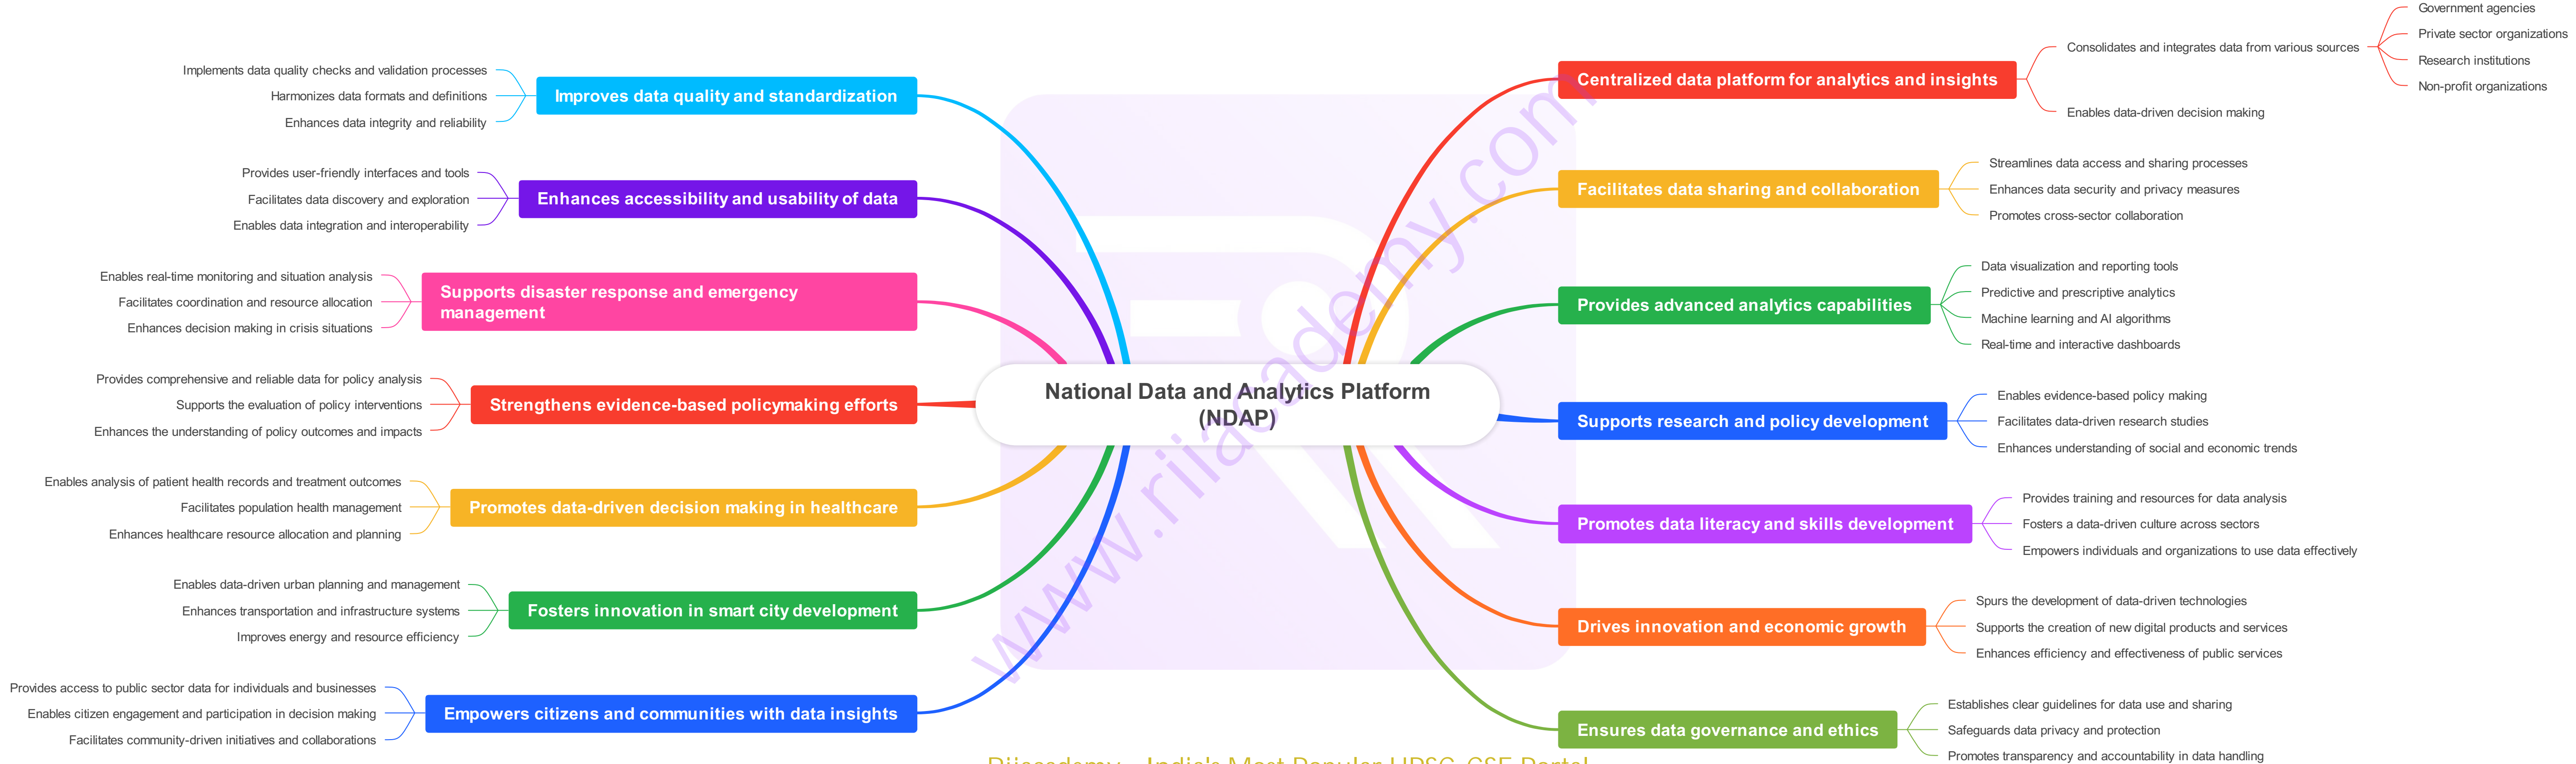 National Data and Analytics Platform
(NDAP)
Centralized data platform for analytics and insights
Consolidates and integrates data from various sources
Government agencies
Private sector organizations
Research institutions
Non-profit organizations
Enables data-driven decision making
Facilitates data sharing and collaboration
Streamlines data access and sharing processes
Enhances data security and privacy measures
Promotes cross-sector collaboration
Provides advanced analytics capabilities
Data visualization and reporting tools
Predictive and prescriptive analytics
Machine learning and AI algorithms
Real-time and interactive dashboards
Supports research and policy development
Enables evidence-based policy making
Facilitates data-driven research studies
Enhances understanding of social and economic trends
Promotes data literacy and skills development
Provides training and resources for data analysis
Fosters a data-driven culture across sectors
Empowers individuals and organizations to use data effectively
Drives innovation and economic growth
Spurs the development of data-driven technologies
Supports the creation of new digital products and services
Enhances efficiency and effectiveness of public services
Ensures data governance and ethics
Establishes clear guidelines for data use and sharing
Safeguards data privacy and protection
Promotes transparency and accountability in data handling
Improves data quality and standardization
Implements data quality checks and validation processes
Harmonizes data formats and definitions
Enhances data integrity and reliability
Enhances accessibility and usability of data
Provides user-friendly interfaces and tools
Facilitates data discovery and exploration
Enables data integration and interoperability
Supports disaster response and emergency
management
Enables real-time monitoring and situation analysis
Facilitates coordination and resource allocation
Enhances decision making in crisis situations
Strengthens evidence-based policymaking efforts
Provides comprehensive and reliable data for policy analysis
Supports the evaluation of policy interventions
Enhances the understanding of policy outcomes and impacts
Promotes data-driven decision making in healthcare
Enables analysis of patient health records and treatment outcomes
Facilitates population health management
Enhances healthcare resource allocation and planning
Fosters innovation in smart city development
Enables data-driven urban planning and management
Enhances transportation and infrastructure systems
Improves energy and resource efficiency
Empowers citizens and communities with data insights
Provides access to public sector data for individuals and businesses
Enables citizen engagement and participation in decision making
Facilitates community-driven initiatives and collaborations
www.riiacademy.com
India's Most Popular UPSC-CSE Portal